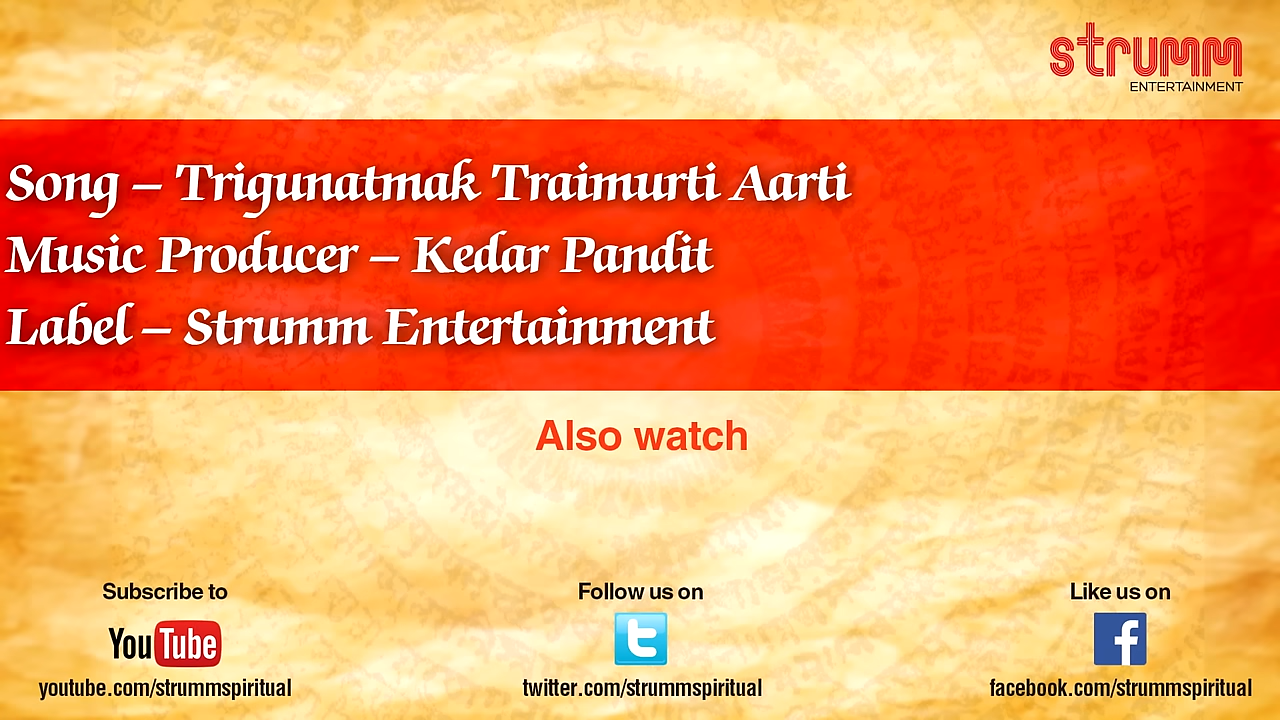 strumm
ENTERTAINMENT
Song – Trigunatmak Traimurti Aarti
Music Producer – Kedar Pandit
Label – Strumm Entertainment
Also watch
Subscribe to
YouTube
youtube.com/strummspiritual
Follow us on
t
twitter.com/strummspiritual
Like us on
f
facebook.com/strummspiritual